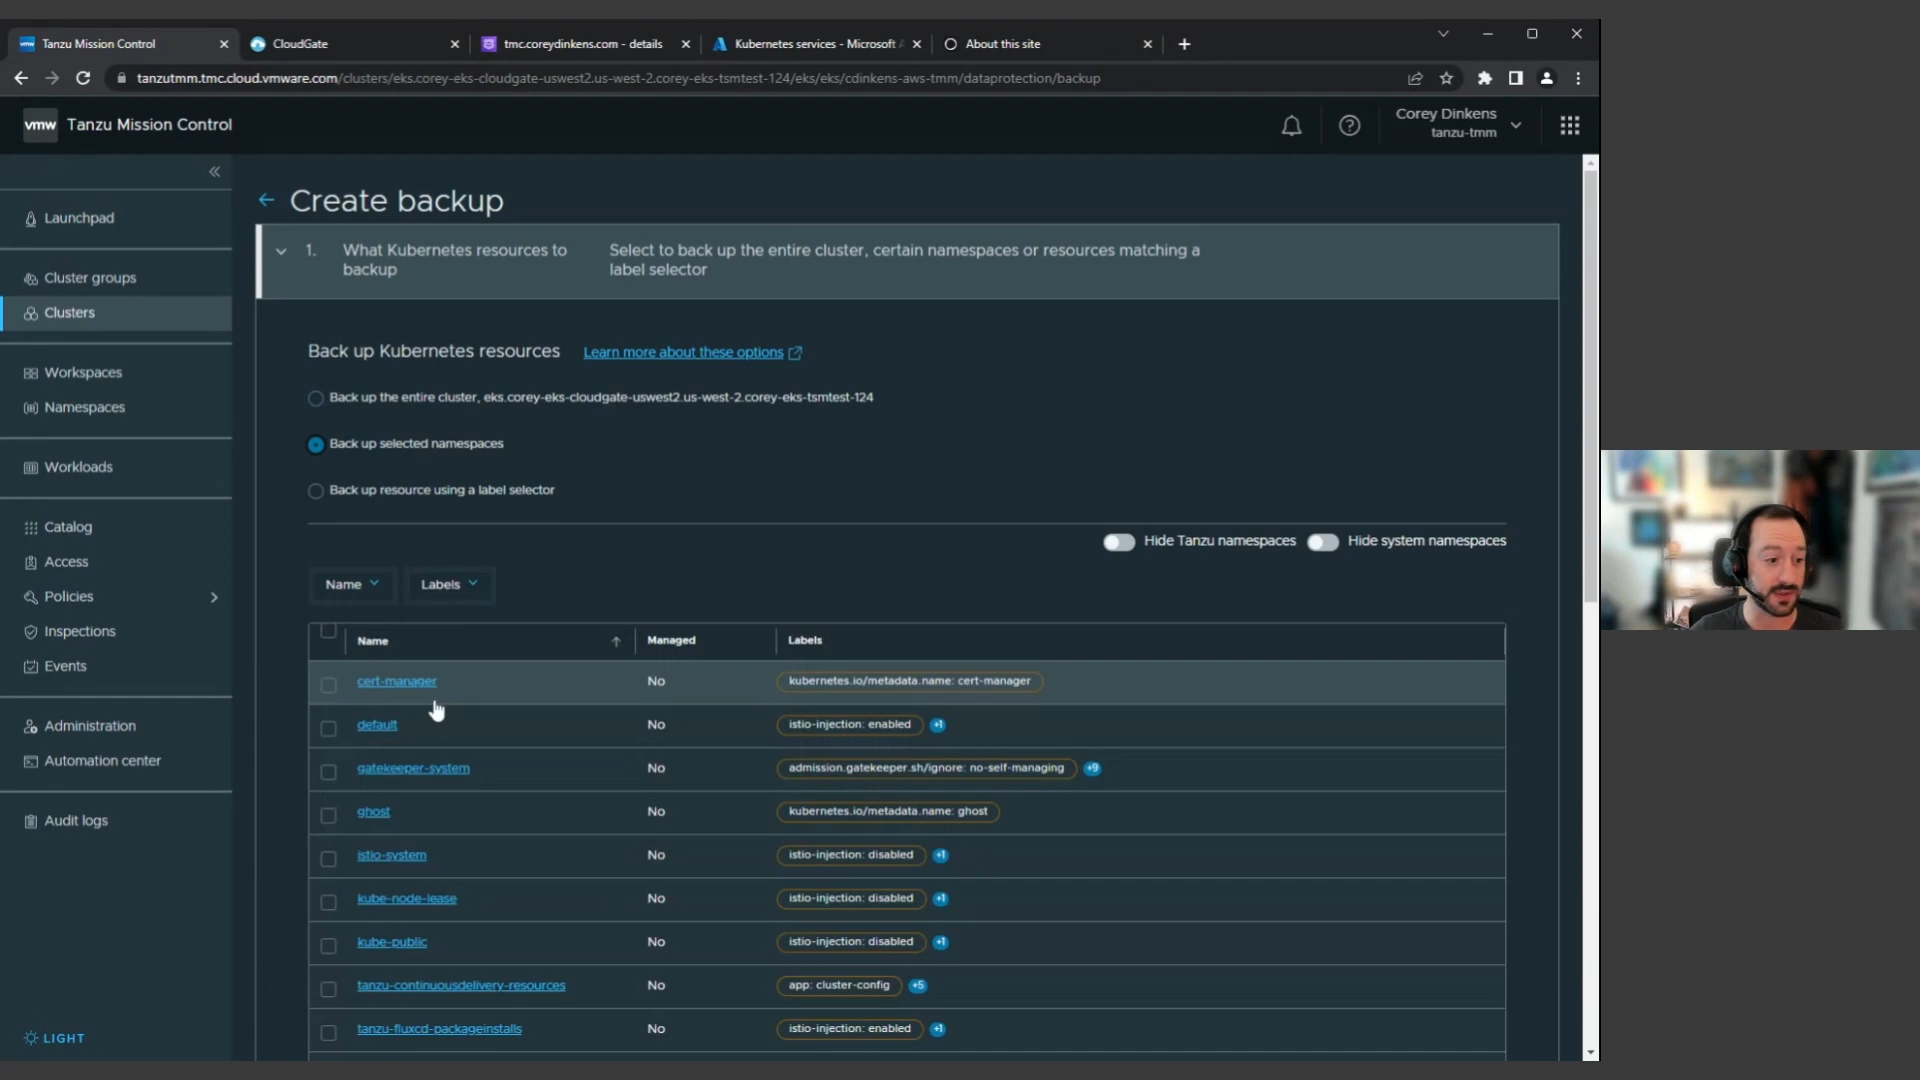 vmw Tanzu Mission Control
CloudGate
tmc.coreydinkens.com - details
Kubernetes services - Microsoft
About this site
tanzutmm.tmc.cloud.vmware.com/clusters/eks.corey-eks-cloudgate-uswest2.us-west-2.corey-eks-tsmtest-124/eks/eks/cdinkens-aws-tmm/dataprotection/backup
vmw Tanzu Mission Control
Corey Dinkens
tanzu-tmm
Launchpad
Cluster groups
Clusters
Workspaces
Namespaces
Workloads
Catalog
Access
Policies
Inspections
Events
Administration
Automation center
Audit logs
LIGHT
Create backup
1. What Kubernetes resources to backup
Select to back up the entire cluster, certain namespaces or resources matching a label selector
Back up Kubernetes resources Learn more about these options
Back up the entire cluster, eks.corey-eks-cloudgate-uswest2.us-west-2.corey-eks-tsmtest-124
Back up selected namespaces
Back up resource using a label selector
Hide Tanzu namespaces Hide system namespaces
Name Labels
Name Managed Labels
cert-manager No kubernetes.io/metadata.name: cert-manager
default No istio-injection: enabled +1
gatekeeper-system No admission.gatekeeper.sh/ignore: no-self-managing +9
ghost No kubernetes.io/metadata.name: ghost
istio-system No istio-injection: disabled +1
kube-node-lease No istio-injection: disabled +1
kube-public No istio-injection: disabled +1
tanzu-continuousdelivery-resources No app: cluster-config +5
tanzu-fluxcd-packageinstalls No istio-injection: enabled +1